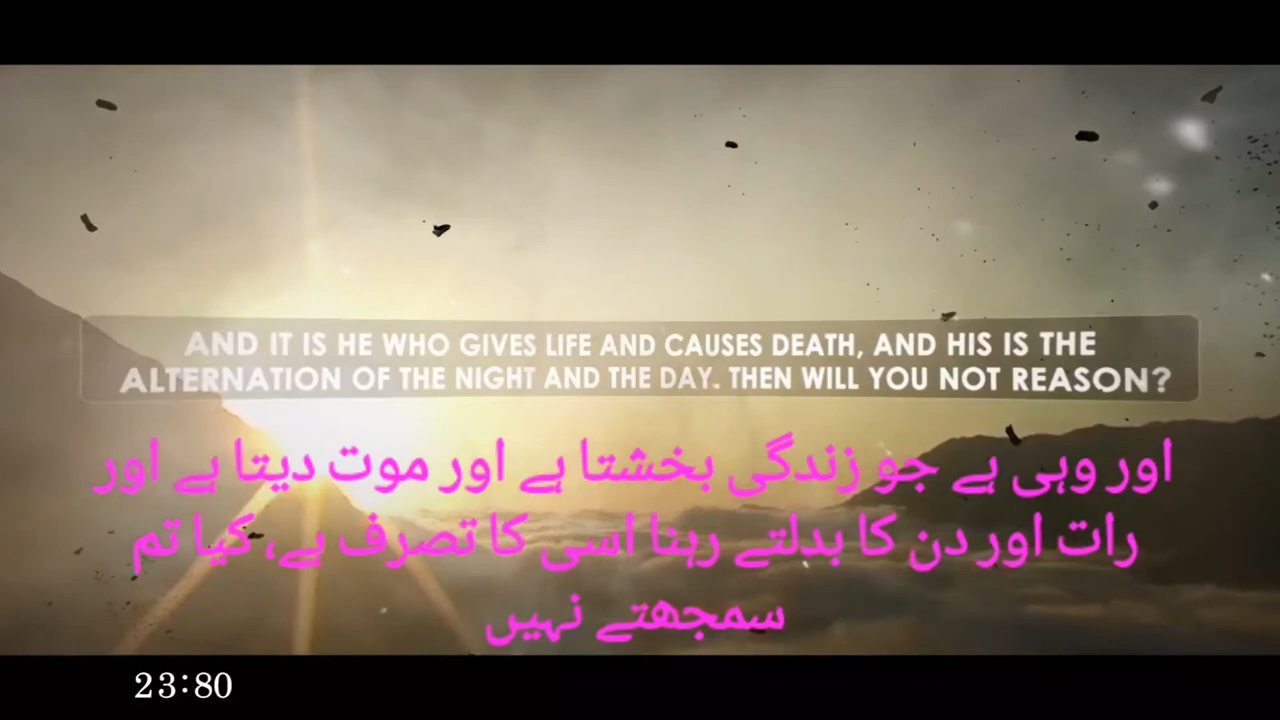 AND IT IS HE WHO GIVES LIFE AND CAUSES DEATH, AND HIS IS THE
ALTERNATION OF THE NIGHT AND THE DAY. THEN WILL YOU NOT REASON?
اور وہی ہے جو زندگی بخشتا ہے اور موت دیتا ہے اور
رات اور دن کا بدلتے رہنا اسی کا تصرف ہے، کیا تم
سمجھتے نہیں
23:80